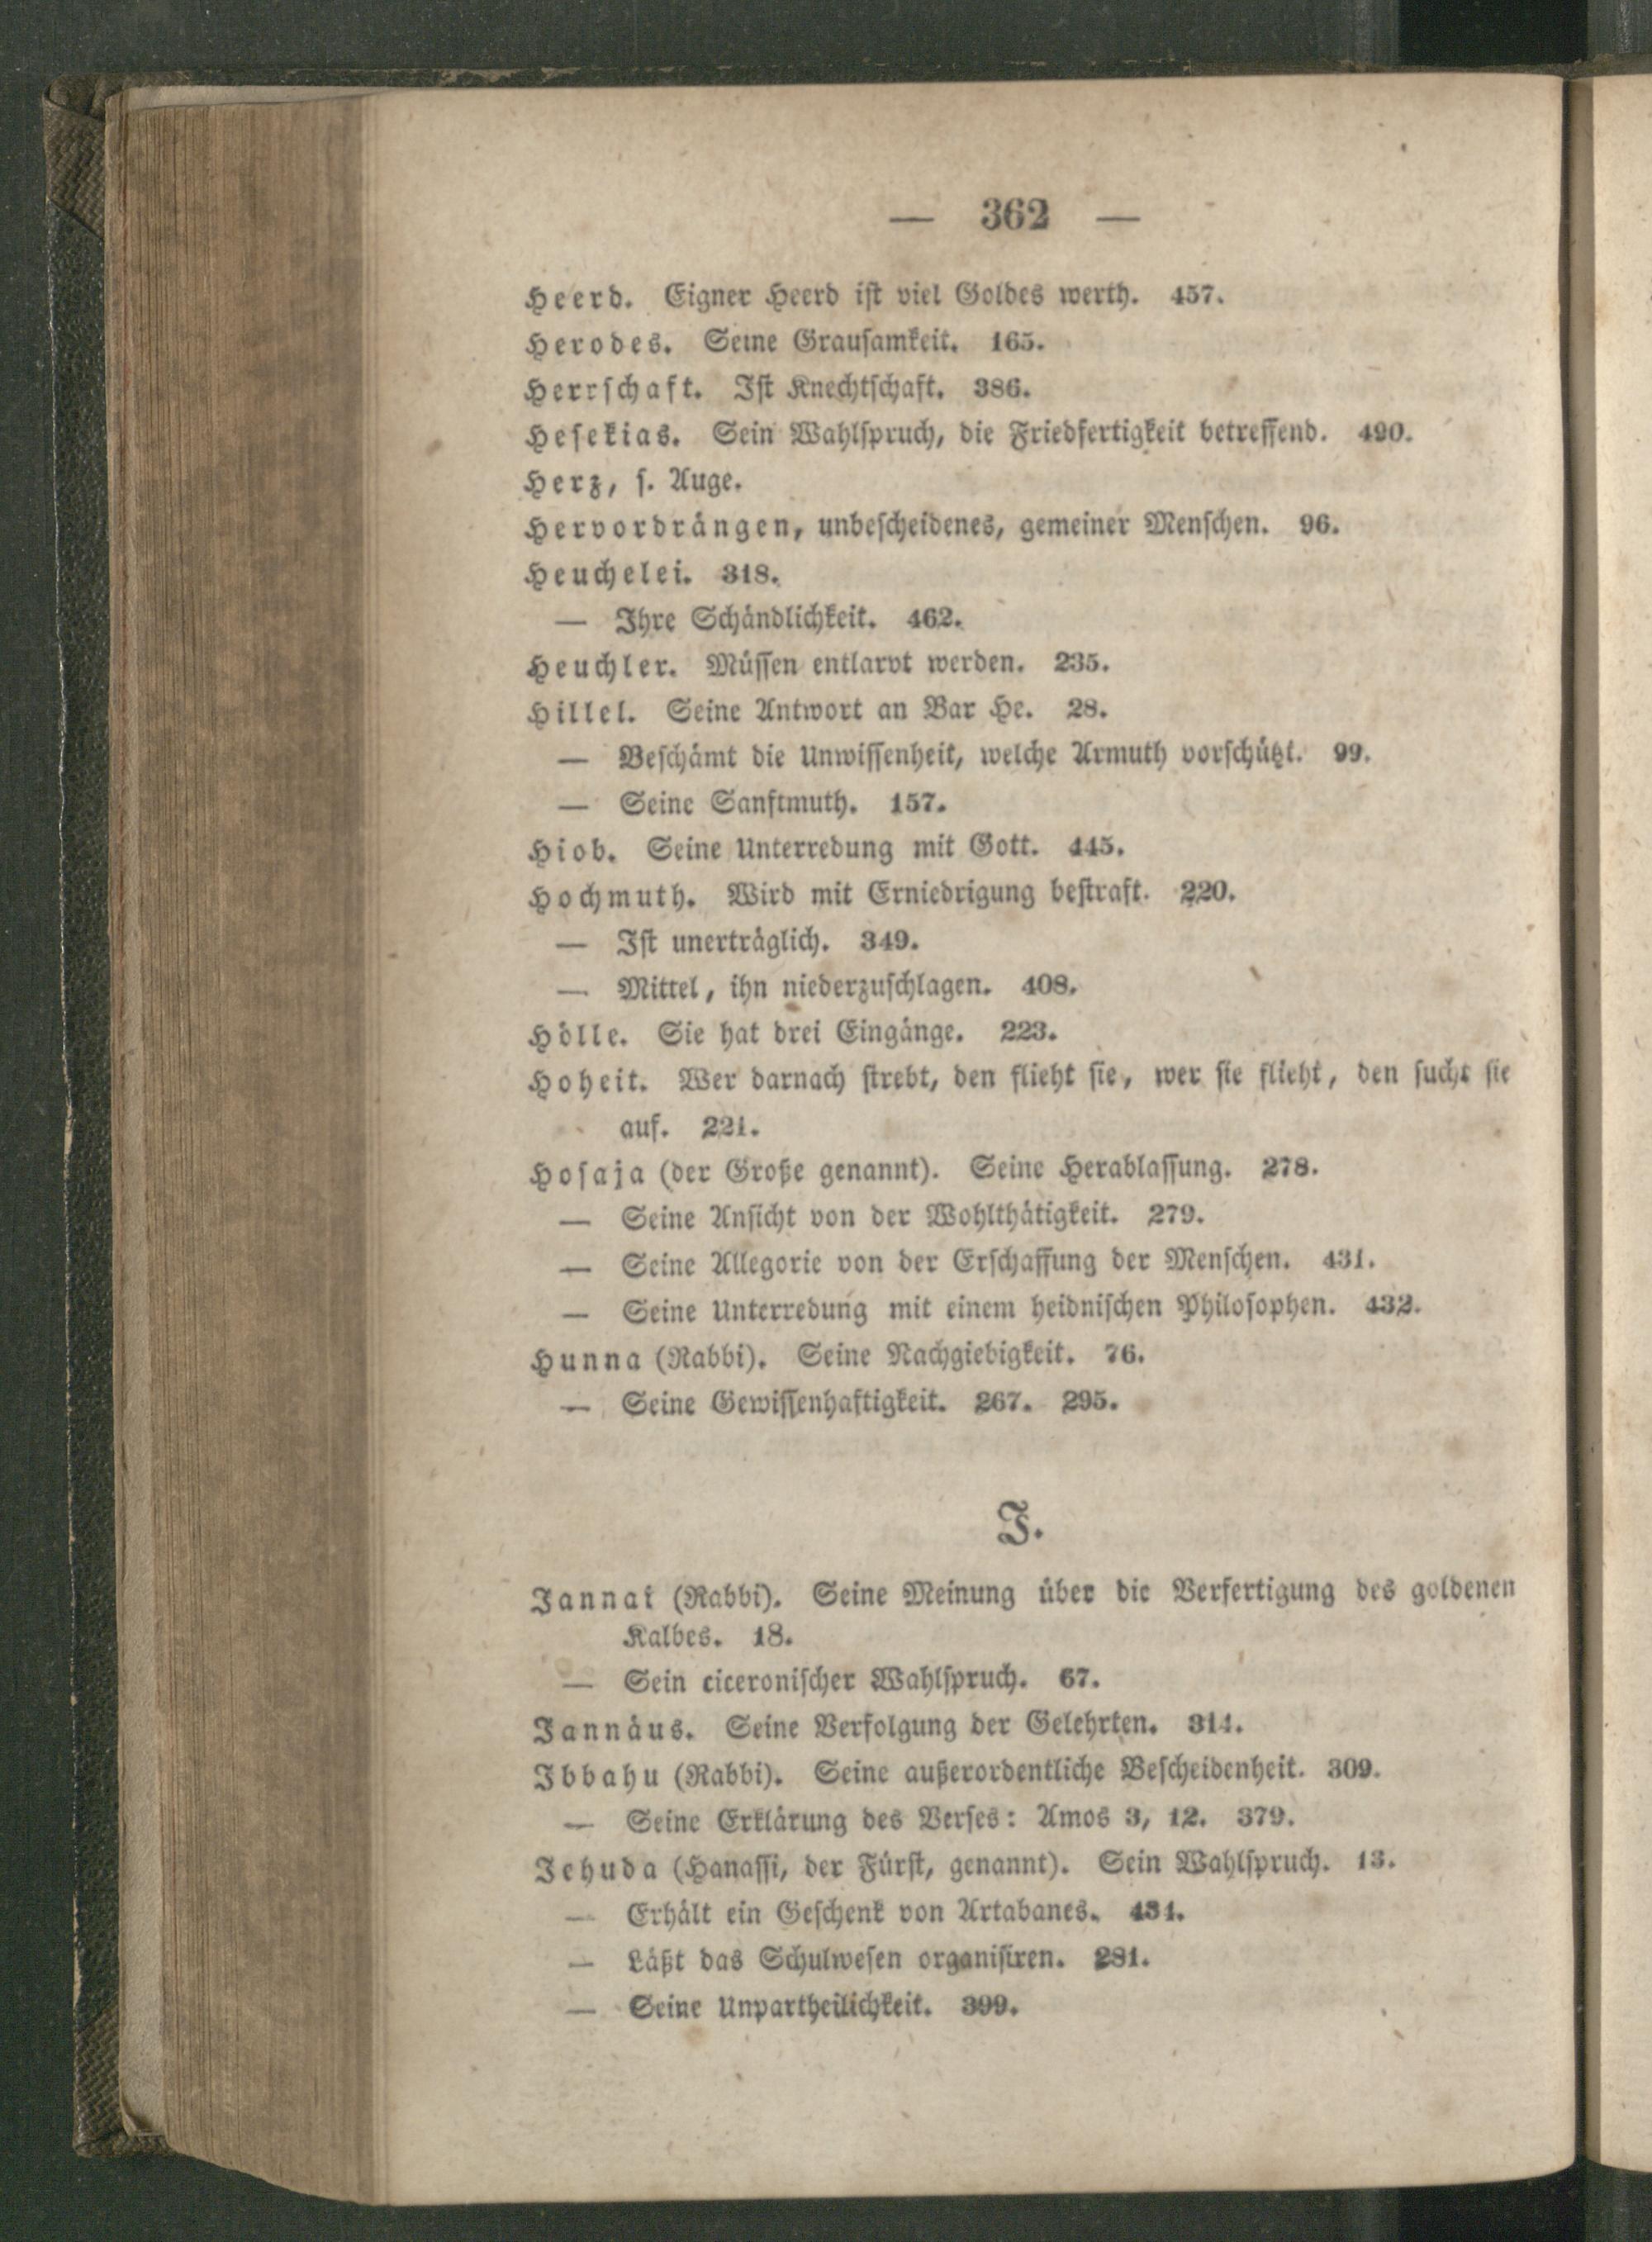 — 362 —
Heerd. Eigner Heerd ist viel Goldes werth. 457.
Herodes. Seine Grausamkeit. 165.
Herrschaft. Ist Knechtschaft. 386.
Hesekias. Sein Wahlspruch, die Friedfertigkeit betreffend. 490.
Herz, s. Auge.
Hervordrängen, unbescheidenes, gemeiner Menschen. 96.
Heuchelei. 318.
— Ihre Schändlichkeit. 462.
Heuchler. Müssen entlarvt werden. 235.
Hillel. Seine Antwort an Bar He. 28.
— Beschämt die Unwissenheit, welche Armuth vorschützt. 99.
— Seine Sanftmuth. 157.
Hiob. Seine Unterredung mit Gott. 445.
Hochmuth. Wird mit Erniedrigung bestraft. 220.
— Ist unerträglich. 349.
— Mittel, ihn niederzuschlagen. 408.
Hölle. Sie hat drei Eingänge. 223.
Hoheit. Wer darnach strebt, den flieht sie, wer sie flieht, den sucht sie
auf. 221.
Hosaja (der Große genannt). Seine Herablassung. 278.
— Seine Ansicht von der Wohlthätigkeit. 279.
— Seine Allegorie von der Erschaffung der Menschen. 431.
— Seine Unterredung mit einem heidnischen Philosophen. 432.
Hunna (Rabbi). Seine Nachgiebigkeit. 76.
— Seine Gewissenhaftigkeit. 267. 295.
J.
Jannai (Rabbi). Seine Meinung über die Verfertigung des goldenen
Kalbes. 18.
— Sein ciceronischer Wahlspruch. 67.
Jannäus. Seine Verfolgung der Gelehrten. 314.
Ibbahu (Rabbi). Seine außerordentliche Bescheidenheit. 309.
— Seine Erklärung des Verses: Amos 3, 12. 379.
Jehuda (Hanassi, der Fürst, genannt). Sein Wahlspruch. 13.
— Erhält ein Geschenk von Artabanes. 434.
— Läßt das Schulwesen organisiren. 281.
— Seine Unpartheilichkeit. 399.